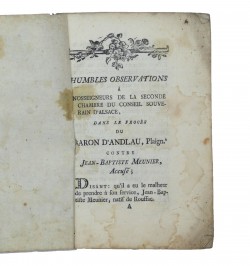 HUMBLES OBSERVATIONS
A
NOSSEIGNEURS DE LA SECONDE
CHAMBRE DU CONSEIL SOUVE-
RAIN D'ALSACE,
DANS LE PROCÈS
DU
BARON D'ANDLAU, Plaign.t
CONTRE
JEAN-BAPTISTE MEUNIER,
Accusé;
DISANT: qu'il a eu le malheur
de prendre à son service, Jean-Bap-
tiste Meunier, natif de Rouffac.
A